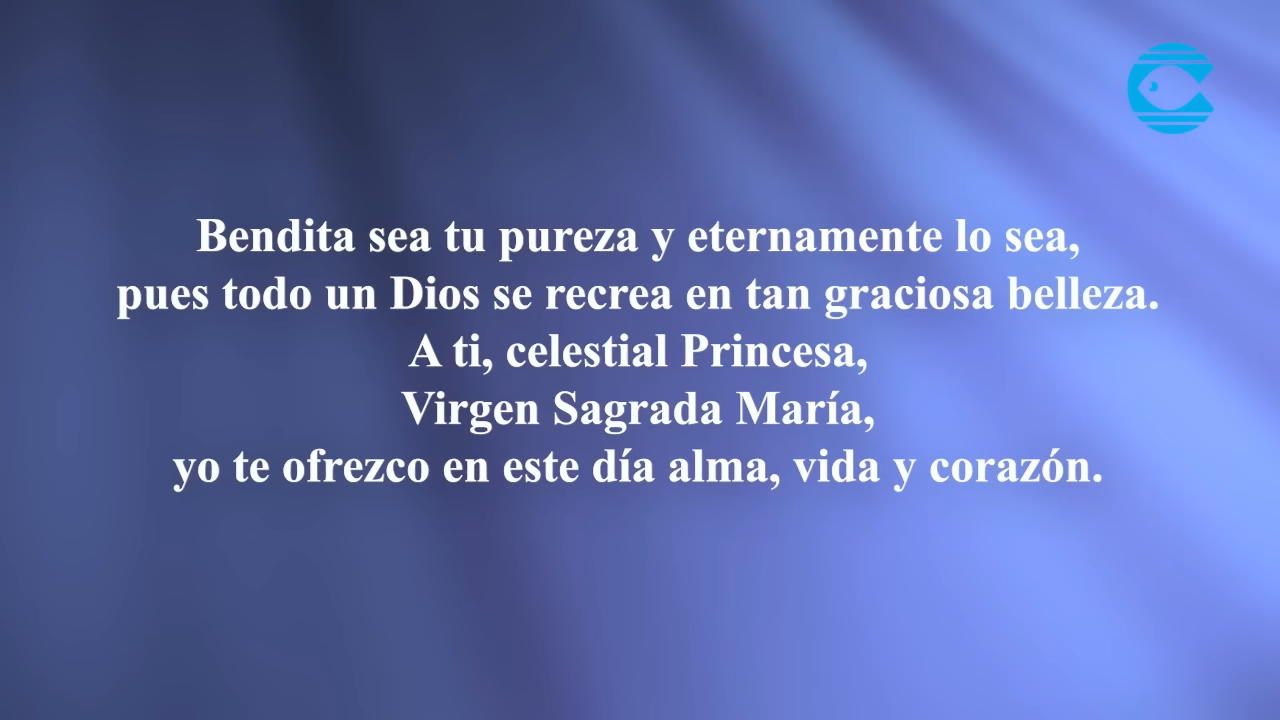 Bendita sea tu pureza y eternamente lo sea,
pues todo un Dios se recrea en tan graciosa belleza.
A ti, celestial Princesa,
Virgen Sagrada María,
yo te ofrezco en este día alma, vida y corazón.